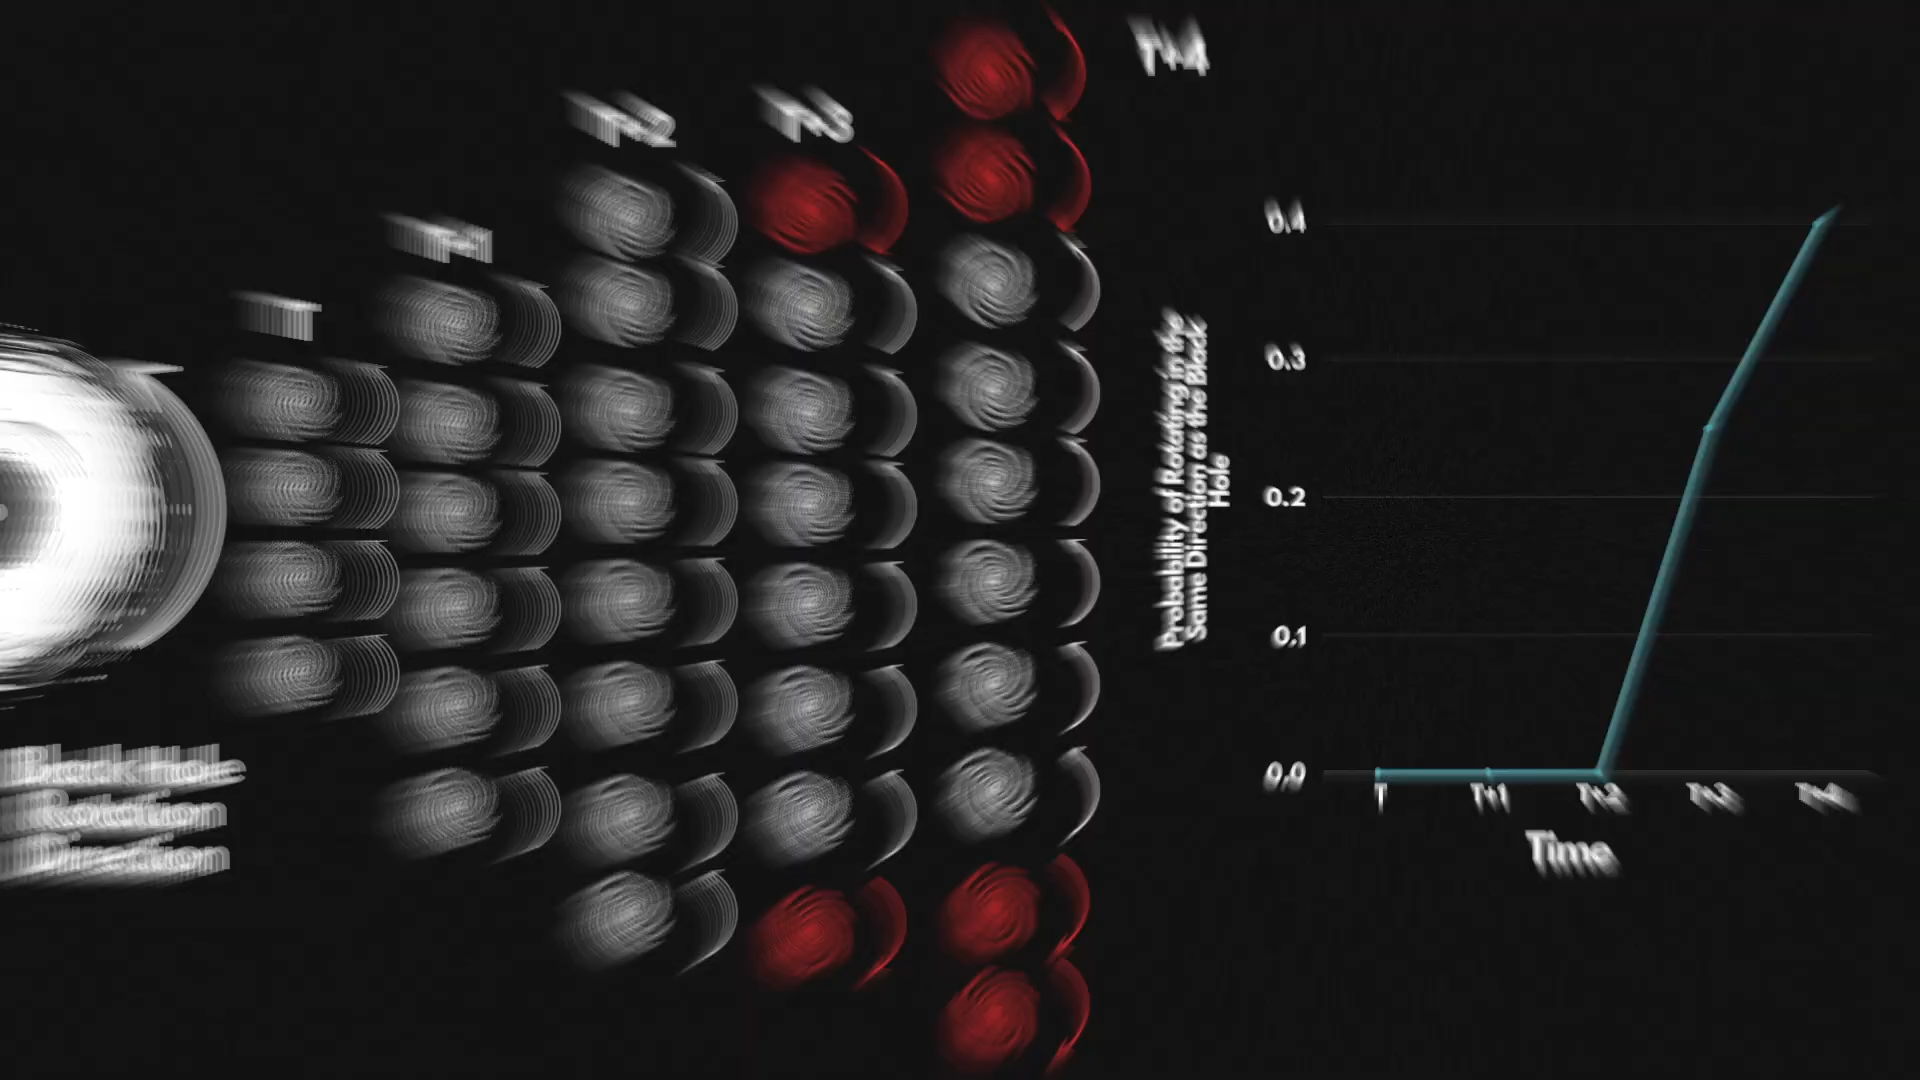 T
T+1
T+2
T+3
T+4
Black Hole
Rotation
Direction
Probability of Rotating in the
Same Direction as the Black
Hole
0.4
0.3
0.2
0.1
0.0
T
T+1
T+2
T+3
T+4
Time